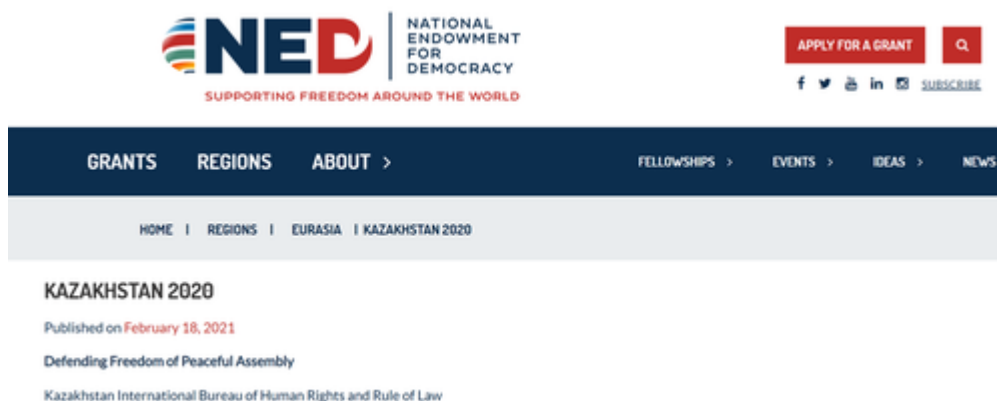 NED
NATIONAL
ENDOWMENT
FOR
DEMOCRACY
SUPPORTING FREEDOM AROUND THE WORLD
APPLY FOR A GRANT
SUBSCRIBE
GRANTS REGIONS ABOUT >
FELLOWSHIPS > EVENTS > IDEAS > NEWS
HOME | REGIONS | EURASIA | KAZAKHSTAN 2020
KAZAKHSTAN 2020
Published on February 18, 2021
Defending Freedom of Peaceful Assembly
Kazakhstan International Bureau of Human Rights and Rule of Law